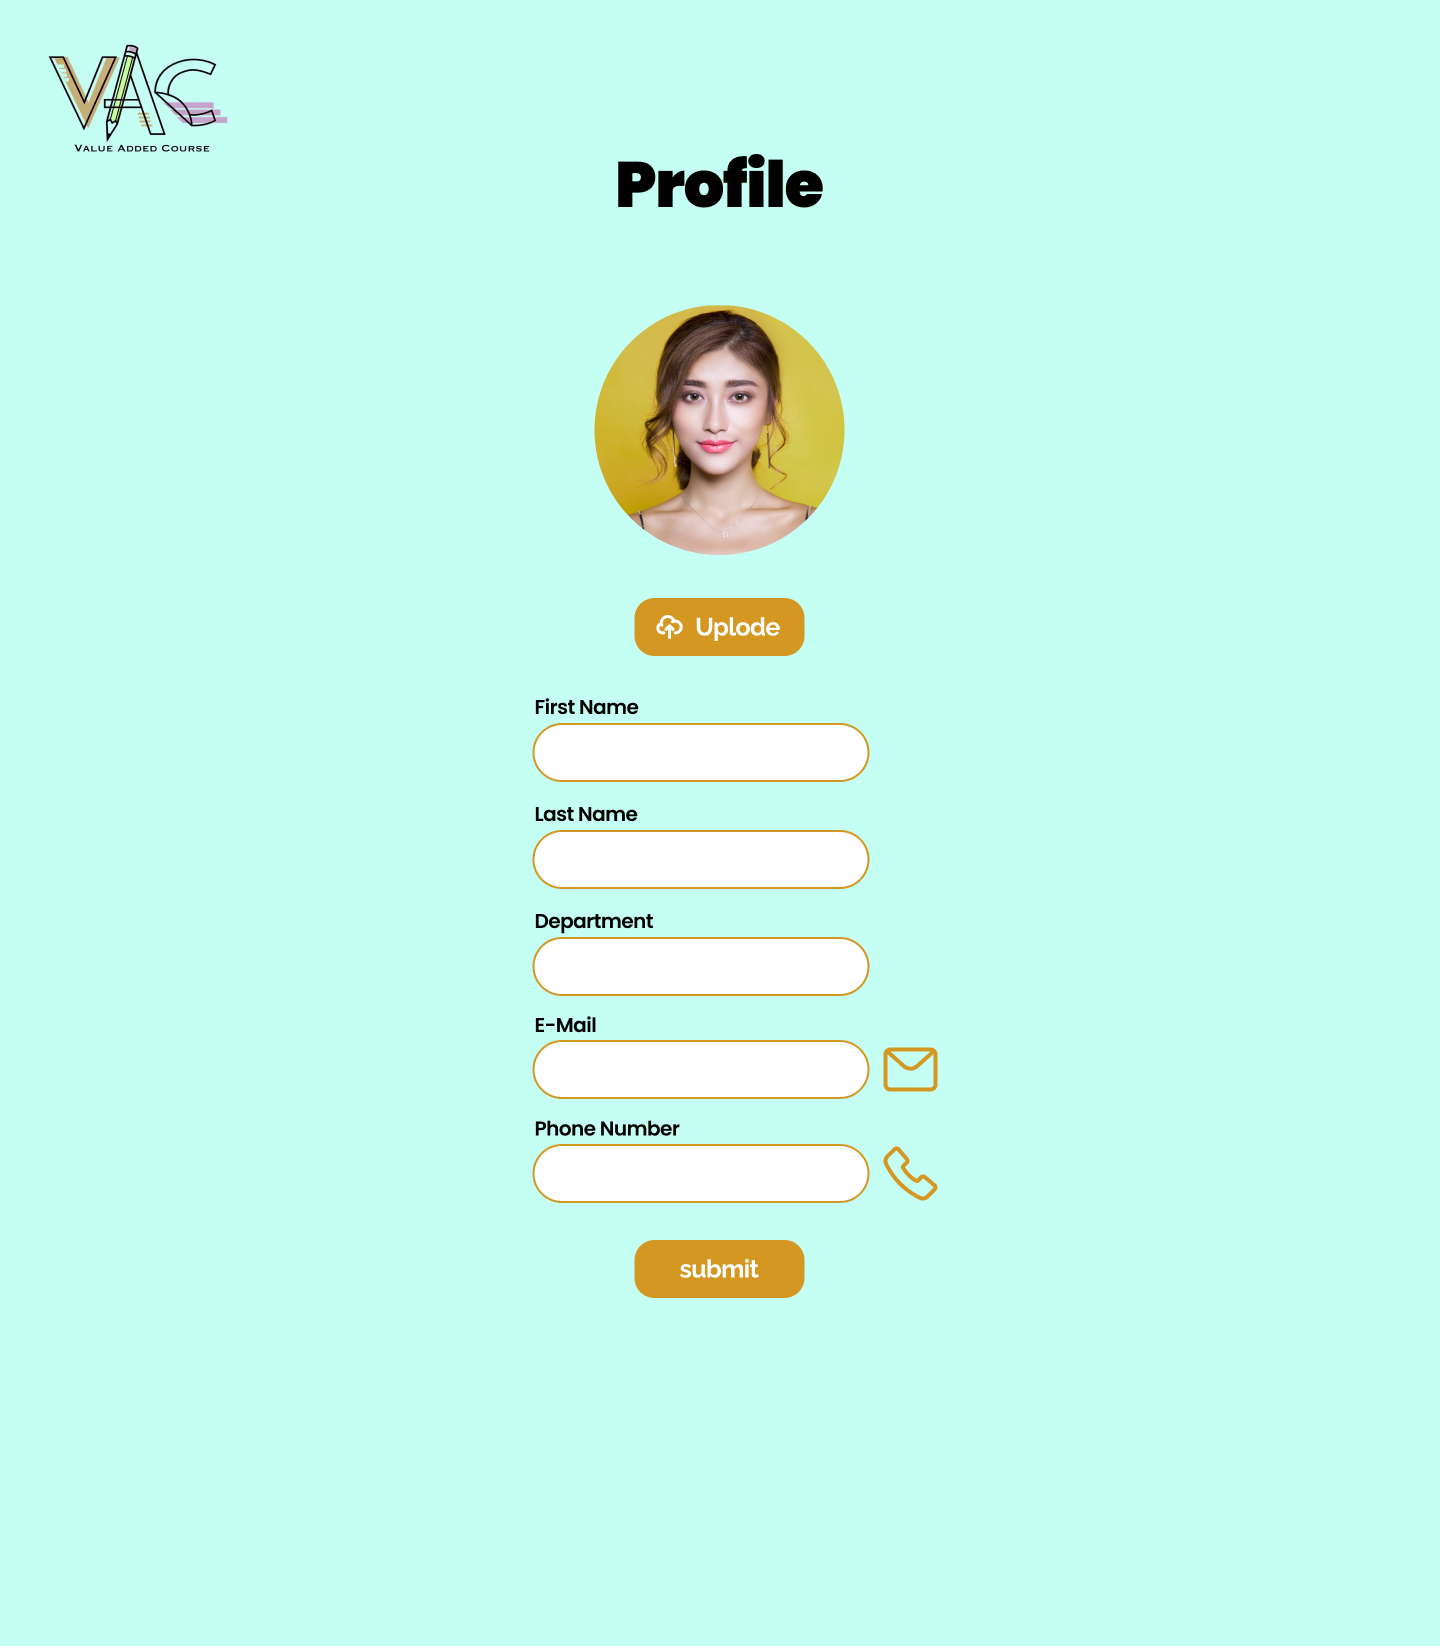 VAC
Value Added Course
Profile
Uplode
First Name
Last Name
Department
E-Mail
Phone Number
submit